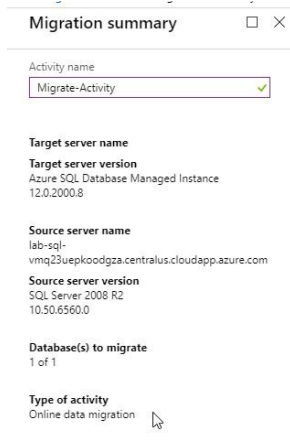 Migration summary
Activity name
Migrate-Activity
Target server name
Target server version
Azure SQL Database Managed Instance
12.0.2000.8
Source server name
lab-sql-
vmq23uepkoodgza.centralus.cloudapp.azure.com
Source server version
SQL Server 2008 R2
10.50.6560.0
Database(s) to migrate
1 of 1
Type of activity
Online data migration